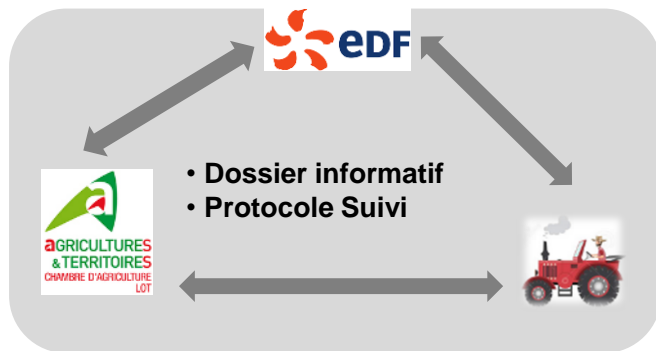 eDF
• Dossier informatif
• Protocole Suivi
aGRICULTURES
& TERRITOIRES
CHAMBRE D'AGRICULTURE
LOT